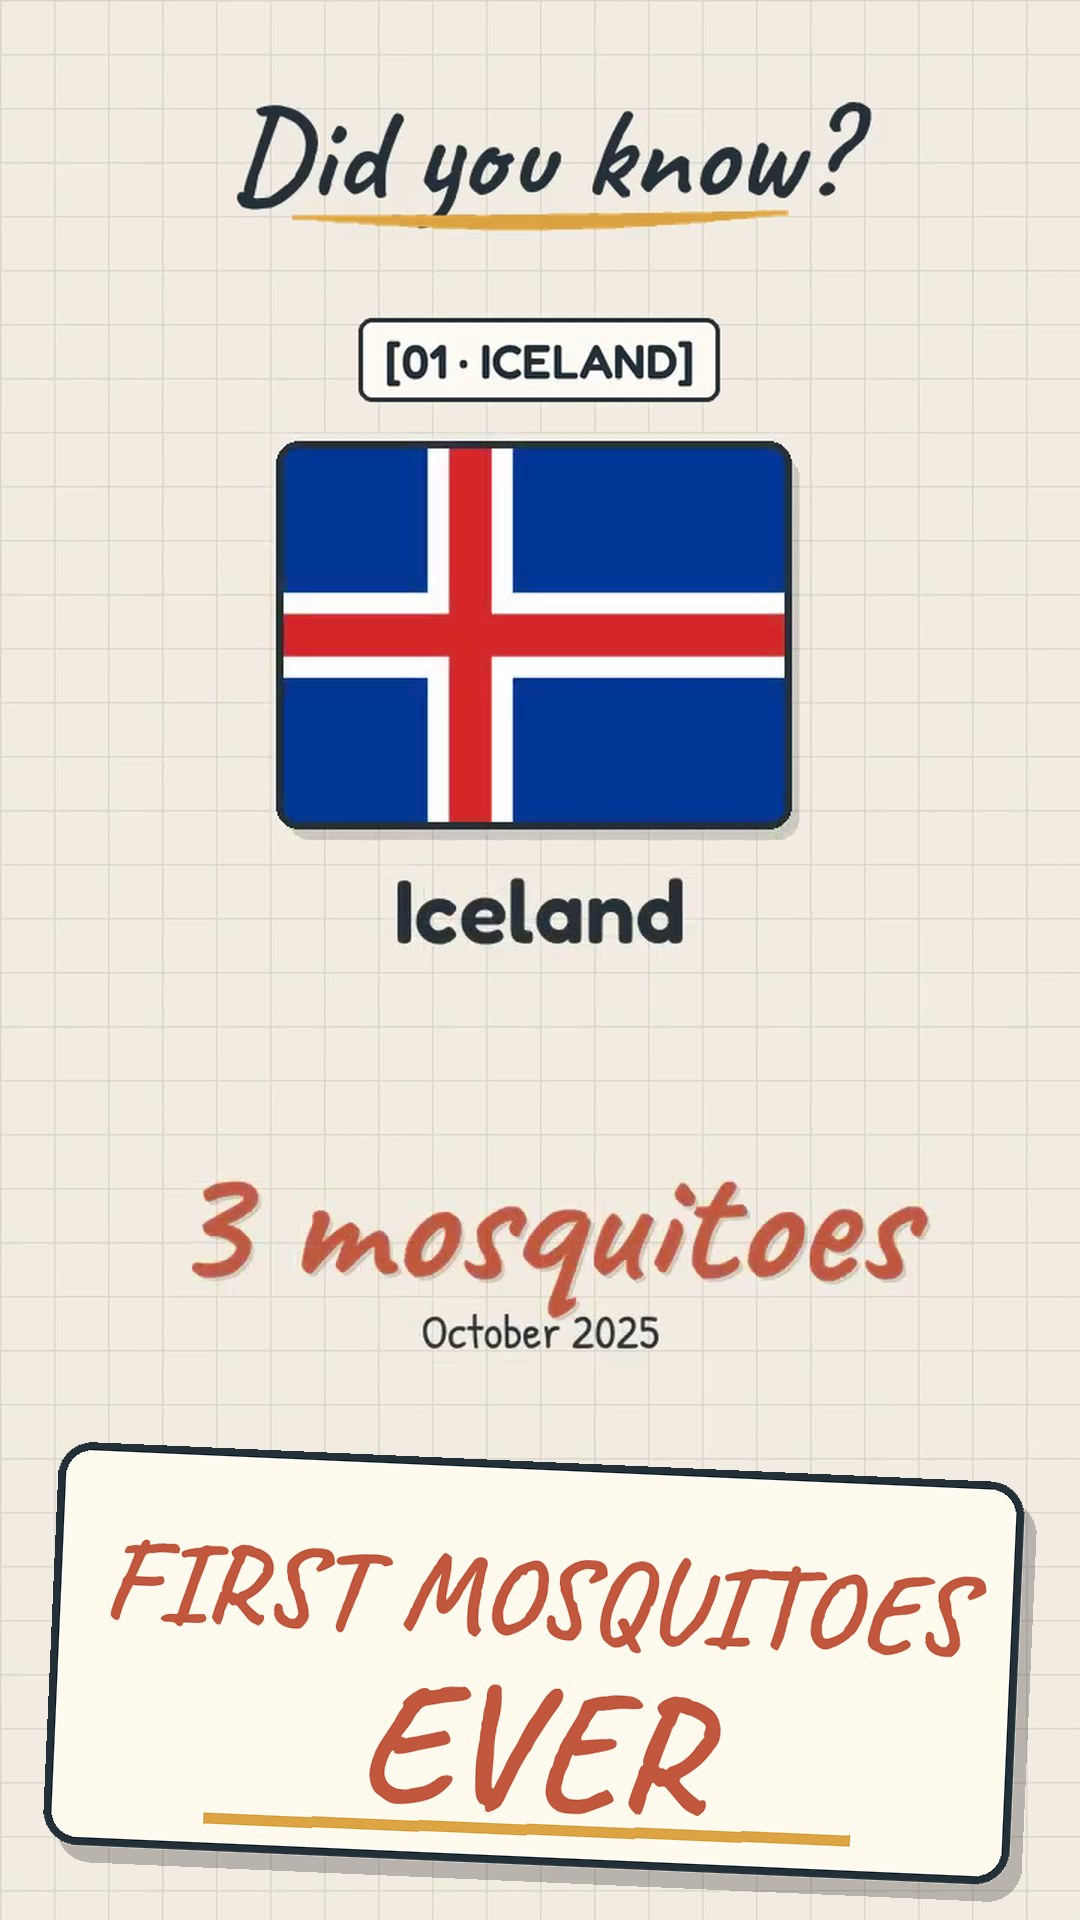 Did you know?
[01 · ICELAND]
Iceland
3 mosquitoes
October 2025
FIRST MOSQUITOES
EVER